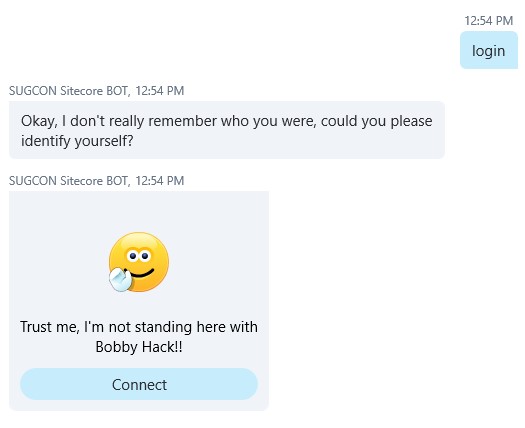 12:54 PM
login
SUGCON Sitecore BOT, 12:54 PM
Okay, I don't really remember who you were, could you please
identify yourself?
SUGCON Sitecore BOT, 12:54 PM
Trust me, I'm not standing here with
Bobby Hack!!
Connect